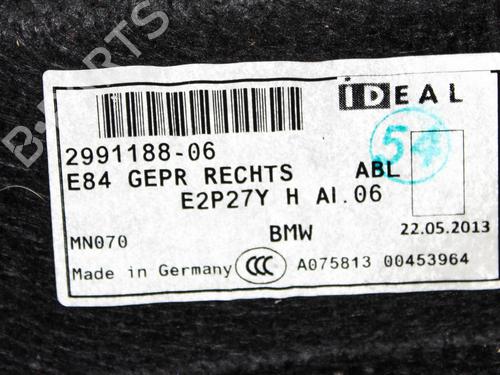 B-PARTS
IDEAL
2991188-06
54
E84 GEPR RECHTS ABL
E2P27Y H AI.06
MN070 BMW 22.05.2013
Made in Germany CCC A075813 00453964